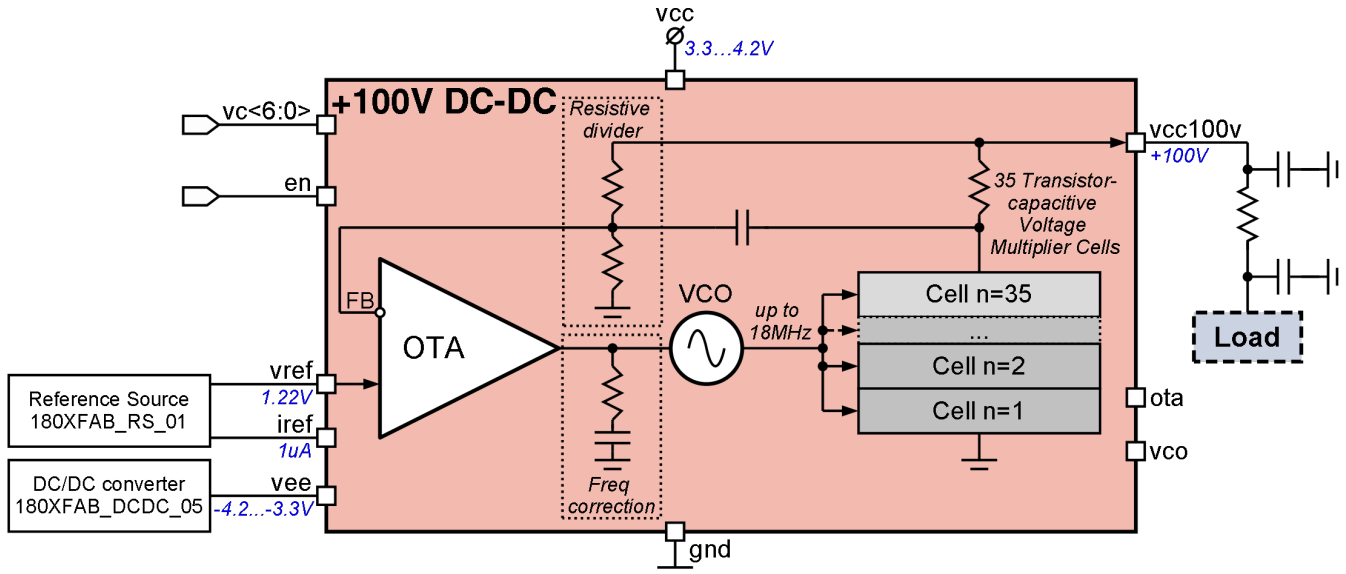 vcc
3.3...4.2V
+100V DC-DC
vc<6:0>
en
Resistive
divider
vcc100v
+100V
35 Transistor-
capacitive
Voltage
Multiplier Cells
FB
OTA
VCO
up to
18MHz
Cell n=35
...
Cell n=2
Cell n=1
Load
Reference Source
180XFAB_RS_01
vref
1.22V
iref
1uA
DC/DC converter
180XFAB_DCDC_05
vee
-4.2...-3.3V
Freq
correction
ota
vco
gnd